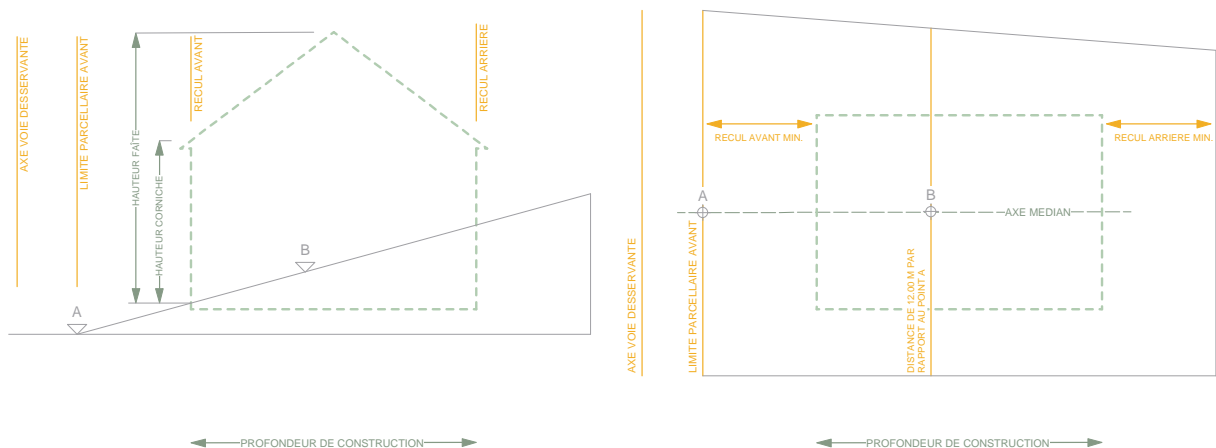 AXE VOIE DESSERVANTE
LIMITE PARCELLAIRE AVANT
HAUTEUR FAÎTE
HAUTEUR CORNICHE
RECUL AVANT
RECUL ARRIERE
A
B
PROFONDEUR DE CONSTRUCTION
AXE VOIE DESSERVANTE
LIMITE PARCELLAIRE AVANT
RECUL AVANT MIN.
RECUL ARRIERE MIN.
A
B
AXE MEDIAN
DISTANCE DE 12.00 M PAR
RAPPORT AU POINT A
PROFONDEUR DE CONSTRUCTION